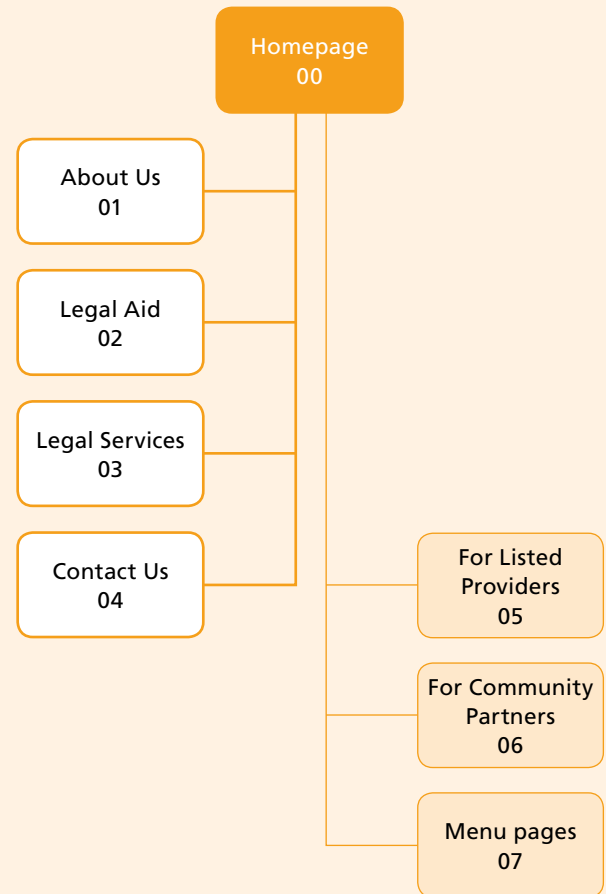 Homepage
00
About Us
01
Legal Aid
02
Legal Services
03
Contact Us
04
For Listed
Providers
05
For Community
Partners
06
Menu pages
07